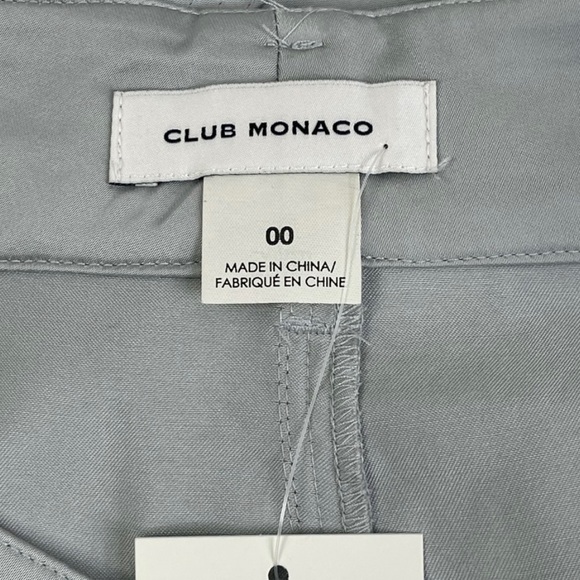 CLUB MONACO
00
MADE IN CHINA/
FABRIQUÉ EN CHINE